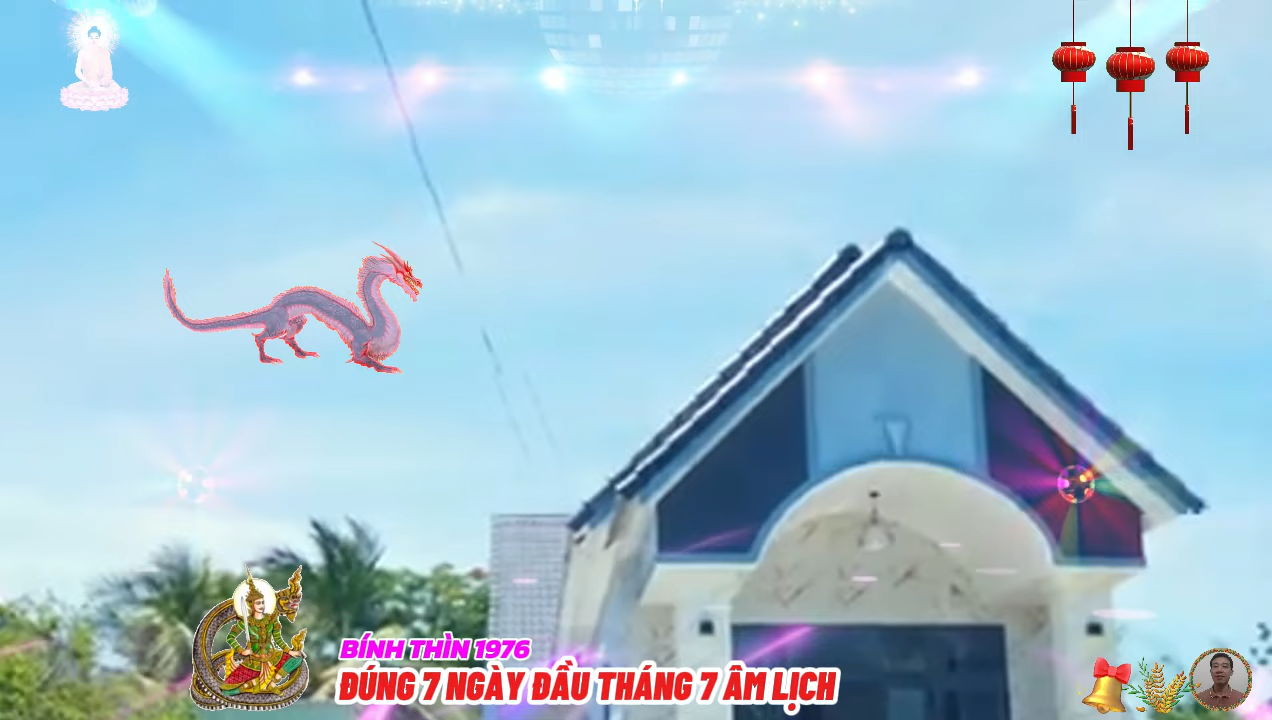 BÍNH THÌN 1976
ĐÚNG 7 NGÀY ĐẦU THÁNG 7 ÂM LỊCH